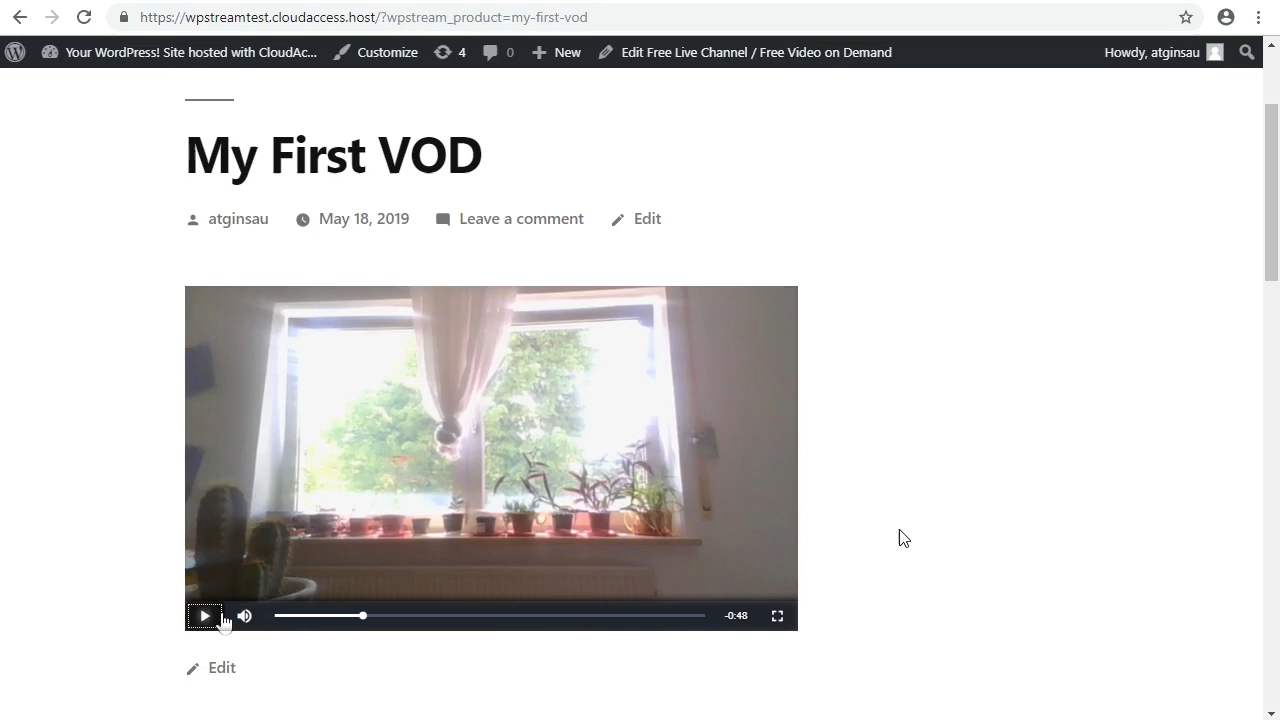 https://wpstreamtest.cloudaccess.host/?wpstream_product=my-first-vod
Your WordPress! Site hosted with CloudAc... Customize 4 0 New Edit Free Live Channel / Free Video on Demand Howdy, atginsau
My First VOD
atginsau May 18, 2019 Leave a comment Edit
-0:48
Edit